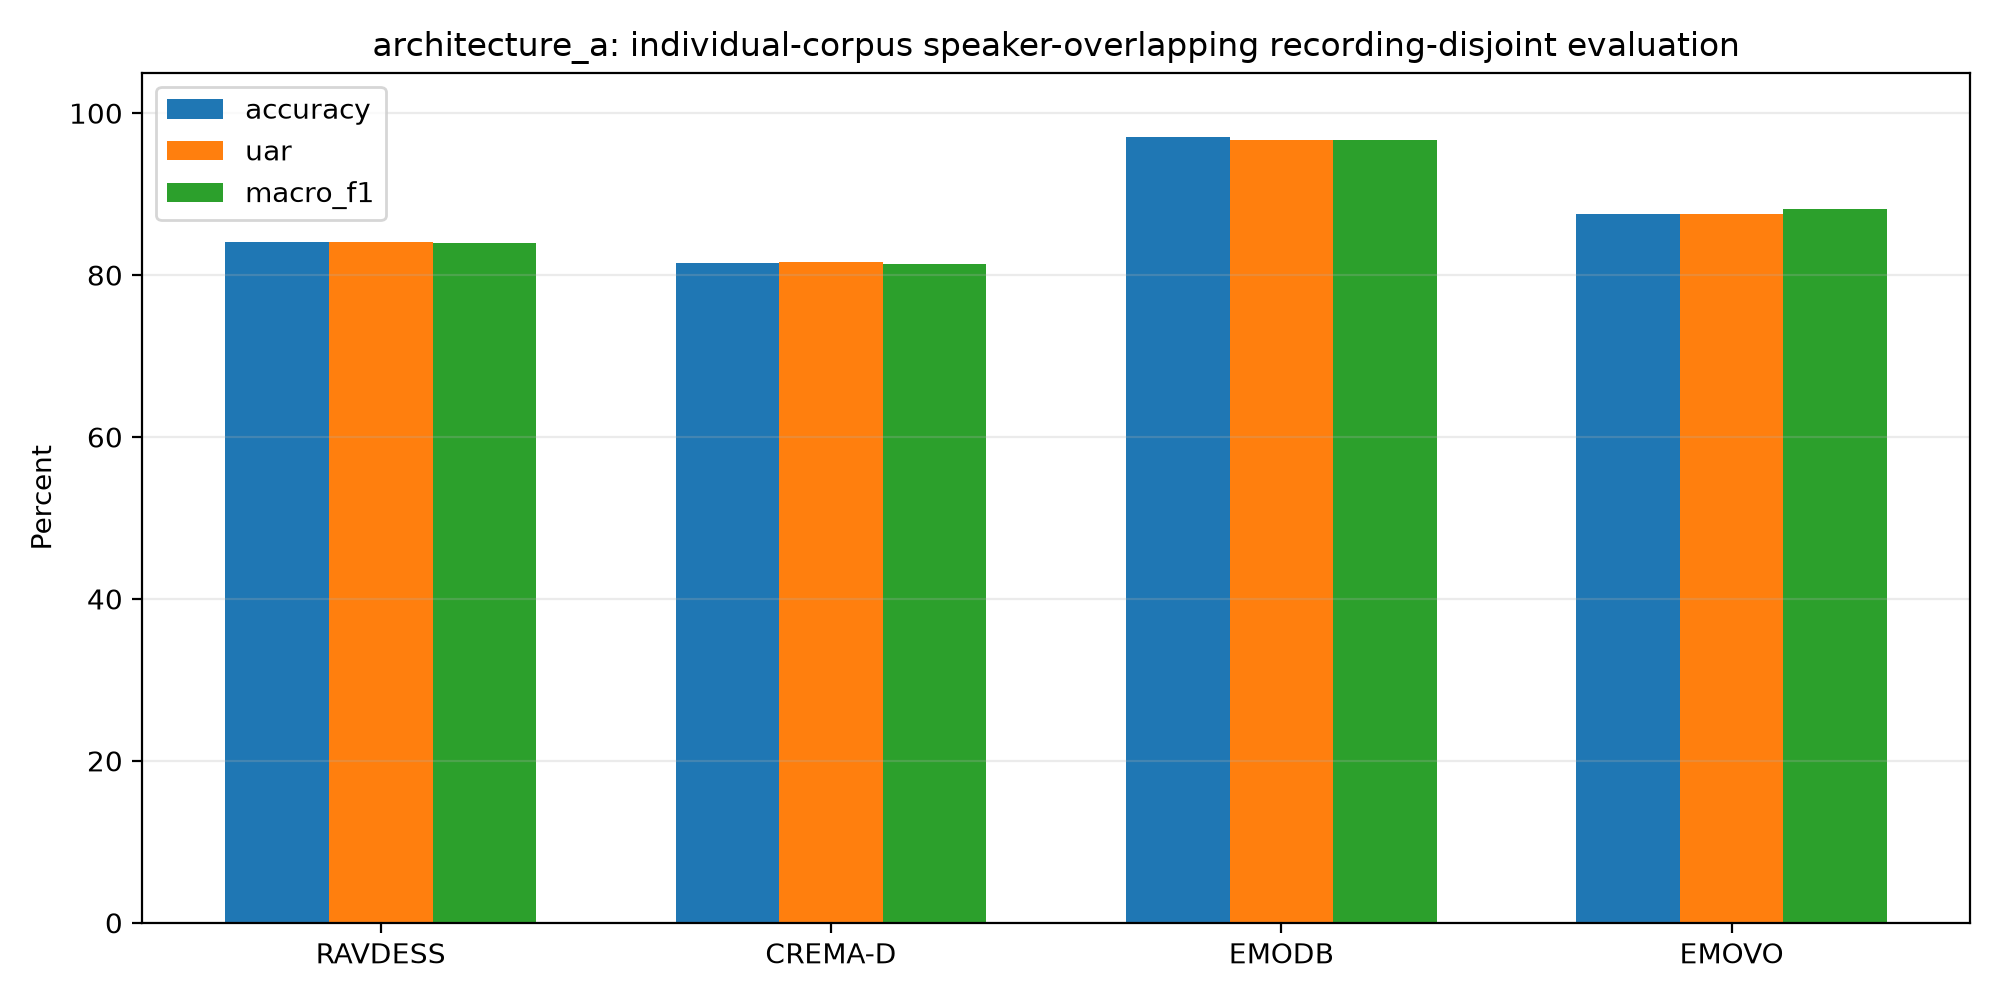 architecture_a: individual-corpus speaker-overlapping recording-disjoint evaluation
accuracy
uar
macro_f1
Percent
100
80
60
40
20
0
RAVDESS CREMA-D EMODB EMOVO